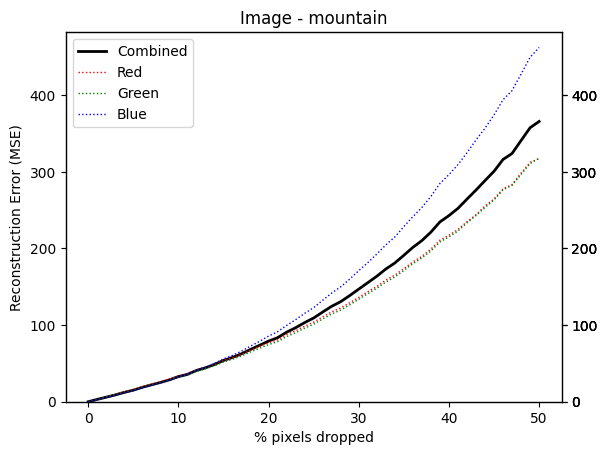 Image - mountain
Combined
Red
Green
Blue
Reconstruction Error (MSE)
400
300
200
100
0
400
300
200
100
0
0 10 20 30 40 50
% pixels dropped